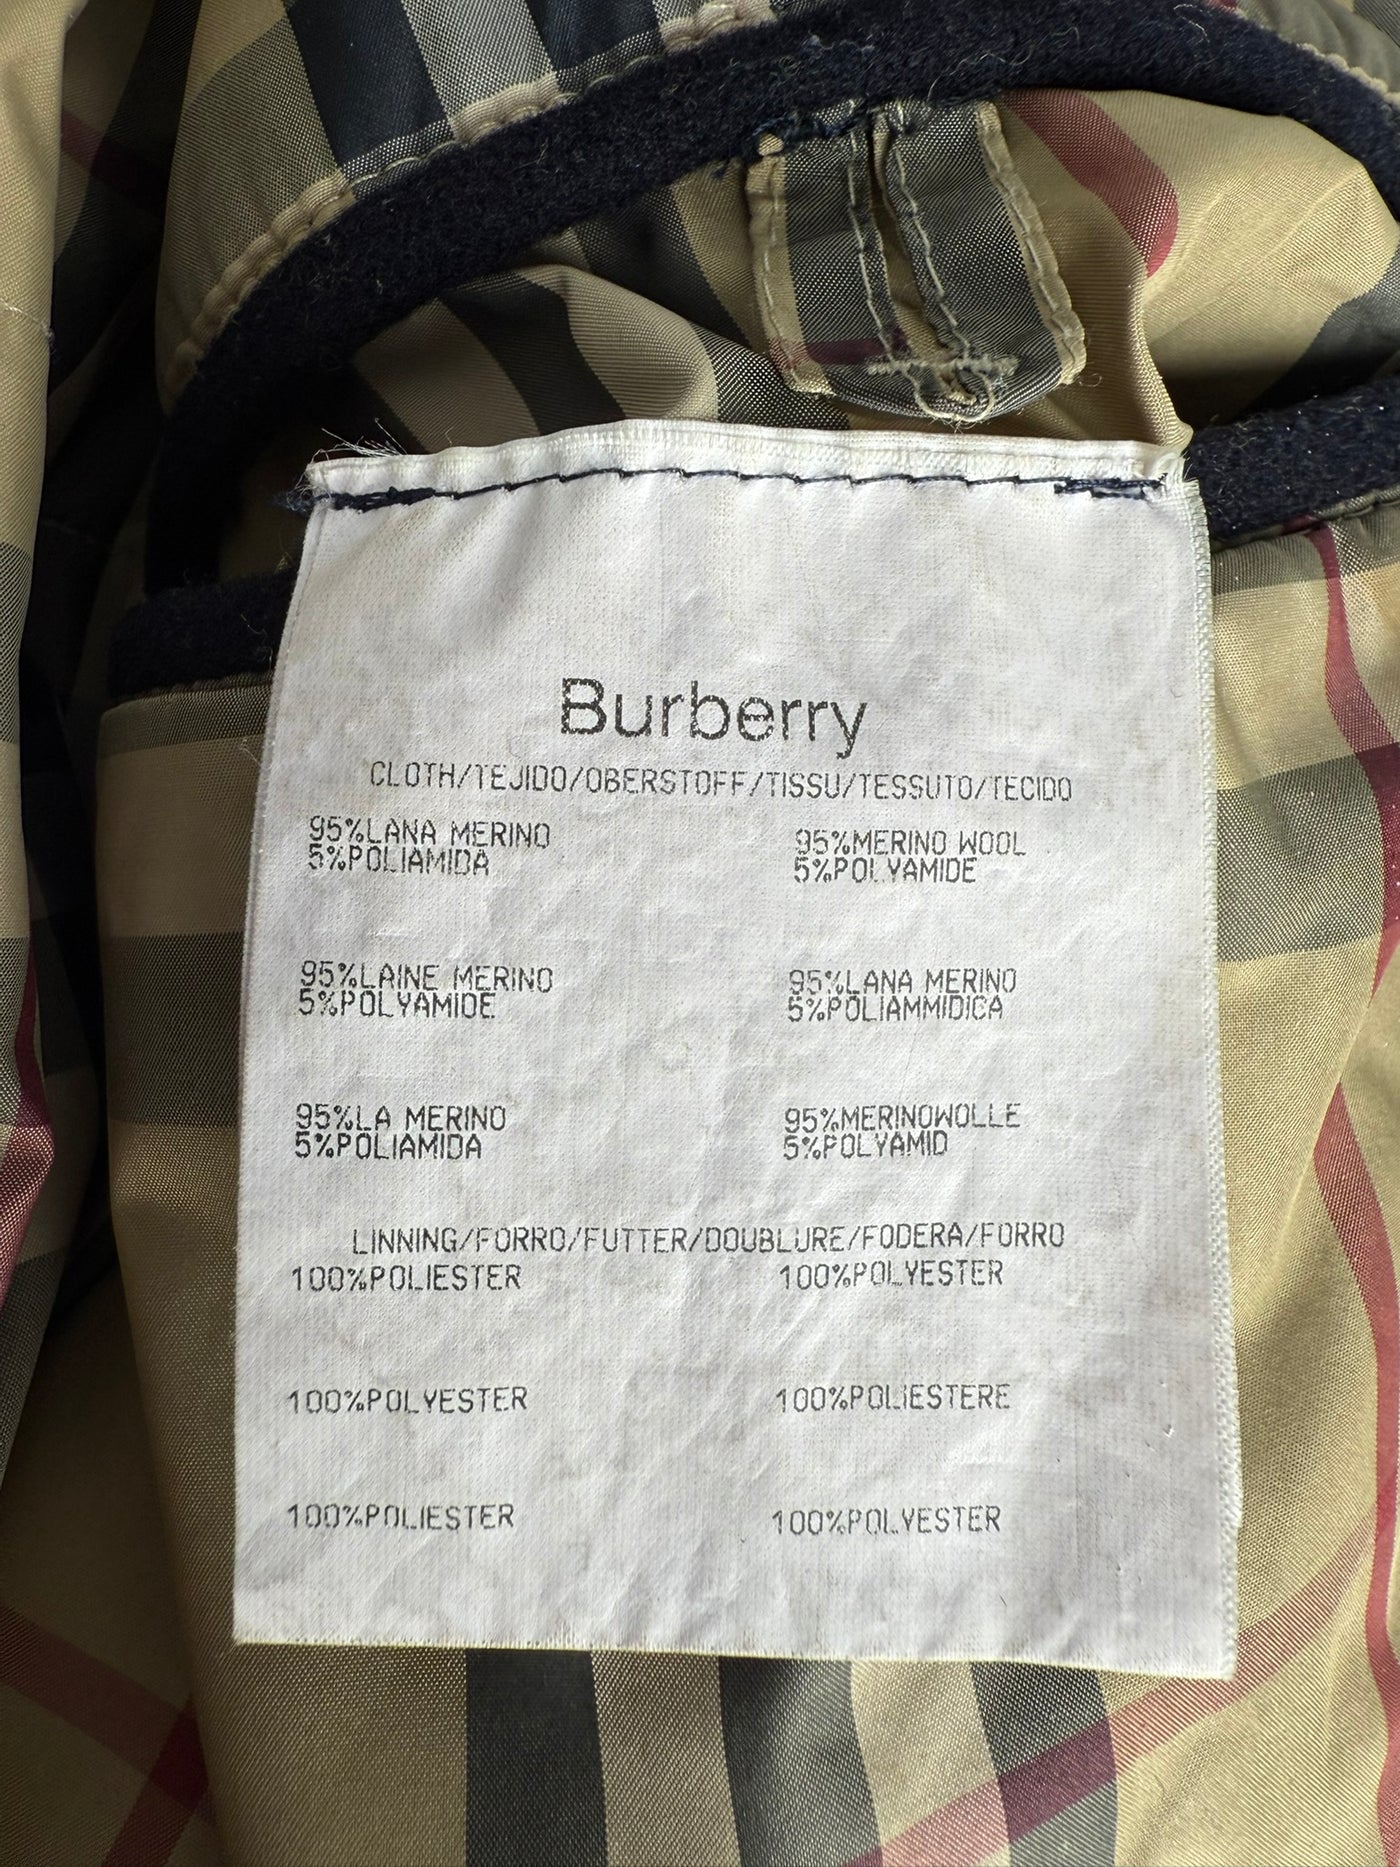 Burberry
CLOTH/TEJIDO/OBERSTOFF/TISSU/TESSUTO/TECIDO
95%LANA MERINO
5%POLIAMIDA
95%MERINO WOOL
5%POLYAMIDE
95%LAINE MERINO
5%POLYAMIDE
95%LANA MERINO
5%POLIAMMIDICA
95%LA MERINO
5%POLIAMIDA
95%MERINOWOLLE
5%POLYAMID
LINNING/FORRO/FUTTER/DOUBLURE/FODERA/FORRO
100%POLIESTER
100%POLYESTER
100%POLYESTER
100%POLIESTERE
100%POLIESTER
100%POLYESTER